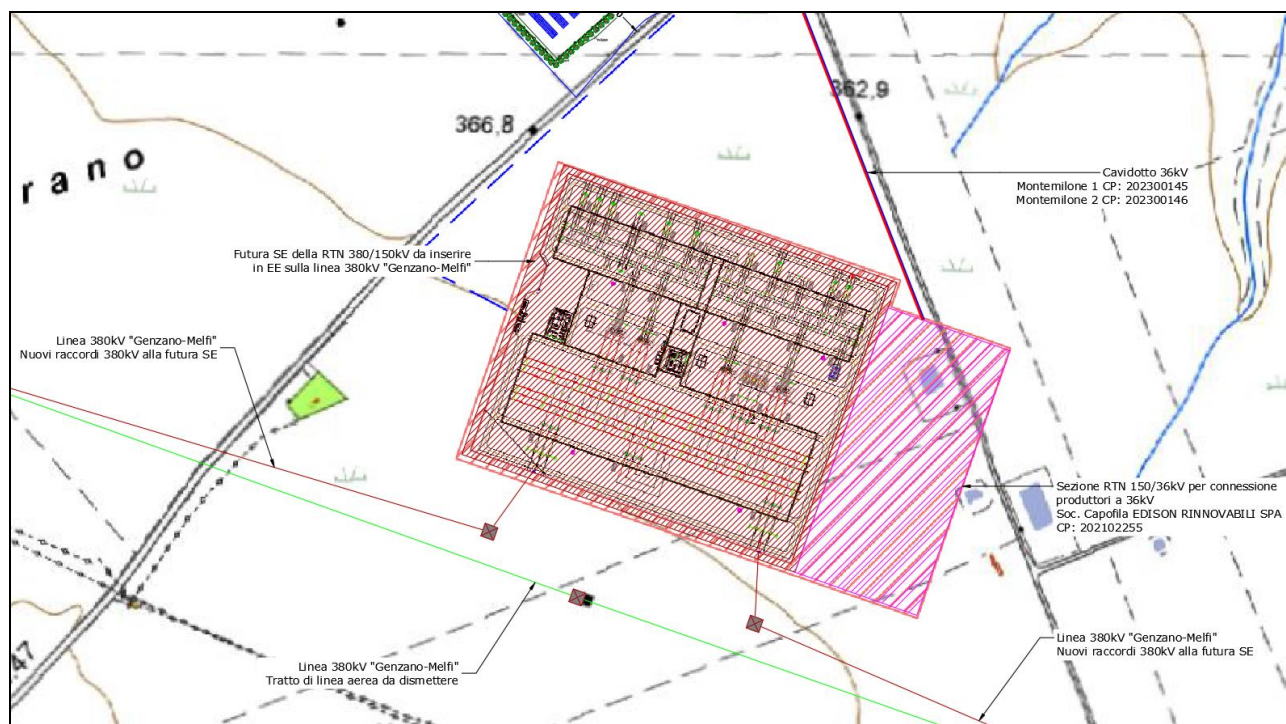 366,8
362,9
rano
Cavidotto 36kV
Montemilone 1 CP: 202300145
Montemilone 2 CP: 202300146
Futura SE della RTN 380/150kV da inserire
in EE sulla linea 380kV "Genzano-Melfi"
Linea 380kV "Genzano-Melfi"
Nuovi raccordi 380kV alla futura SE
Sezione RTN 150/36kV per connessione
produttori a 36kV
Soc. Capofila EDISON RINNOVABILI SPA
CP: 202102255
Linea 380kV "Genzano-Melfi"
Nuovi raccordi 380kV alla futura SE
Linea 380kV "Genzano-Melfi"
Tratto di linea aerea da dismettere
47